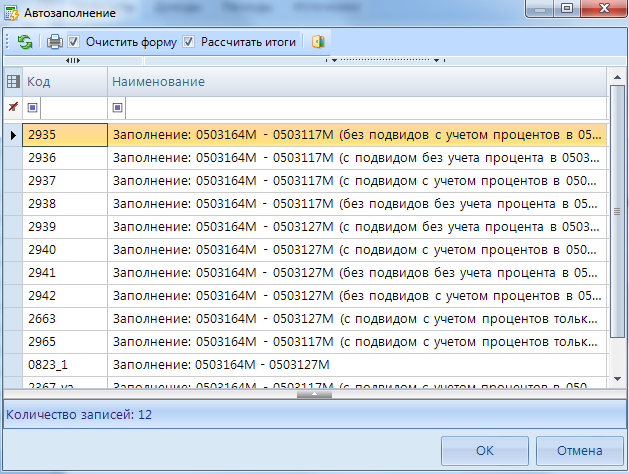 Автозаполнение
Очистить форму Рассчитать итоги
Код Наименование
2935 Заполнение: 0503164М - 0503117М (без подвидов с учетом процентов в 05...
2936 Заполнение: 0503164М - 0503117М (с подвидом без учета процента в 0503...
2937 Заполнение: 0503164М - 0503117М (с подвидом с учетом процентов в 050...
2938 Заполнение: 0503164М - 0503117М (без подвидов без учета процента в 05...
2939 Заполнение: 0503164М - 0503127М (с подвидом без учета процента в 0503...
2940 Заполнение: 0503164М - 0503127М (с подвидом с учетом процентов в 050...
2941 Заполнение: 0503164М - 0503127М (без подвидов без учета процента в 05...
2942 Заполнение: 0503164М - 0503127М (без подвидов с учетом процентов в 05...
2663 Заполнение: 0503164М - 0503127М (с подвидом с учетом процентов тольк...
2965 Заполнение: 0503164М - 0503117М (с подвидом с учетом процентов тольк...
0823_1 Заполнение: 0503164М - 0503127М
2367_va Заполнение: 0503164М - 0503117М (с подвидом с учетом процентов в 050...
Количество записей: 12
ОК Отмена